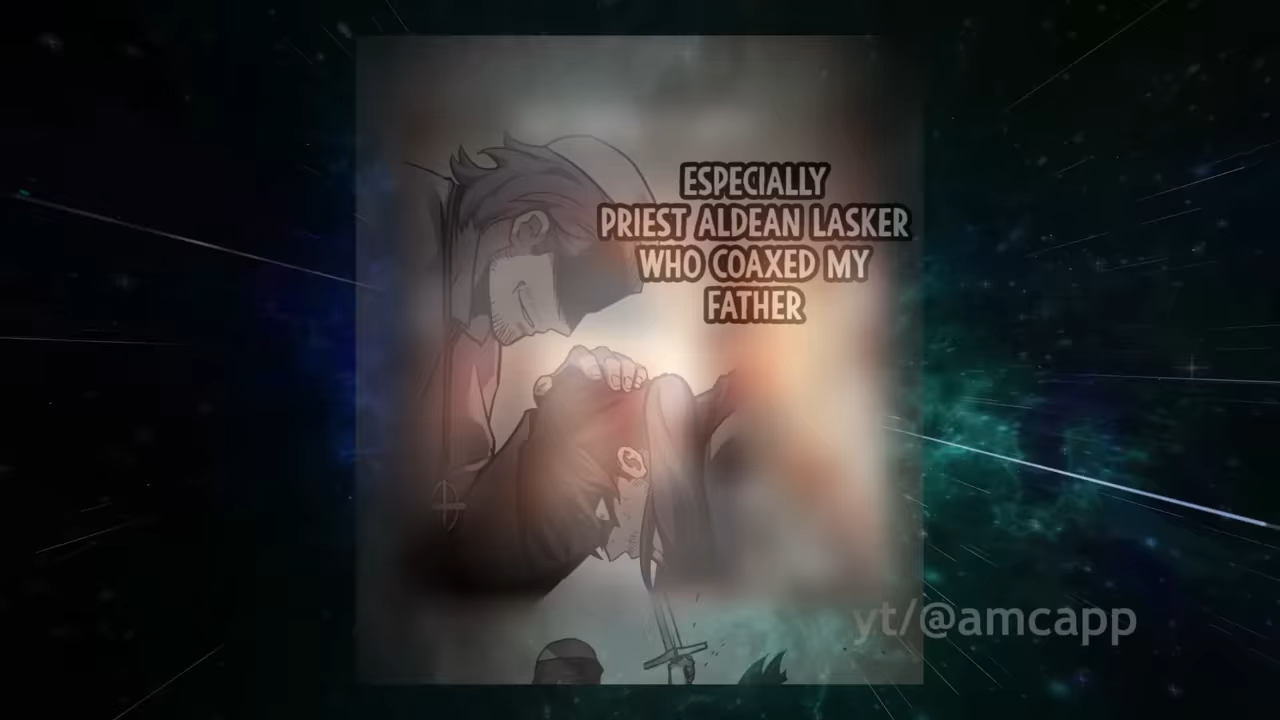 ESPECIALLY
PRIEST ALDEAN LASKER
WHO COAXED MY
FATHER
yt/@amcapp